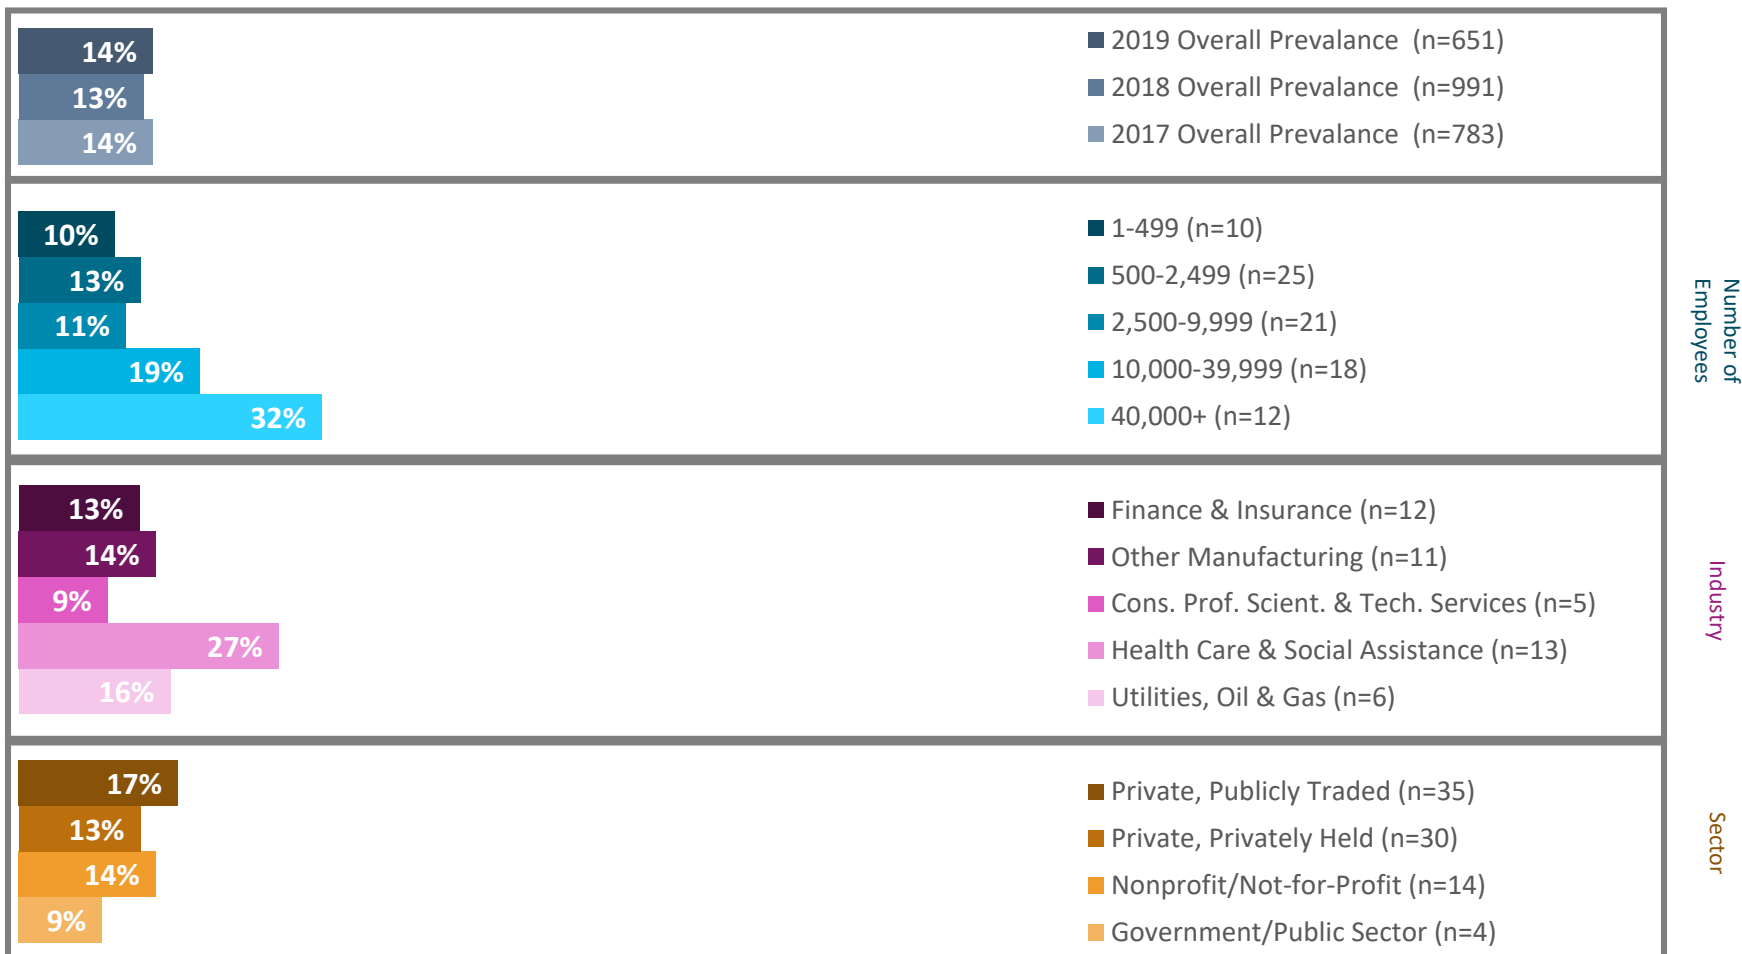 14%
13%
14%
2019 Overall Prevalance (n=651)
2018 Overall Prevalance (n=991)
2017 Overall Prevalance (n=783)
10%
13%
11%
19%
32%
1-499 (n=10)
500-2,499 (n=25)
2,500-9,999 (n=21)
10,000-39,999 (n=18)
40,000+ (n=12)
Number of
Employees
13%
14%
9%
27%
16%
Finance & Insurance (n=12)
Other Manufacturing (n=11)
Cons. Prof. Scient. & Tech. Services (n=5)
Health Care & Social Assistance (n=13)
Utilities, Oil & Gas (n=6)
Industry
17%
13%
14%
9%
Private, Publicly Traded (n=35)
Private, Privately Held (n=30)
Nonprofit/Not-for-Profit (n=14)
Government/Public Sector (n=4)
Sector